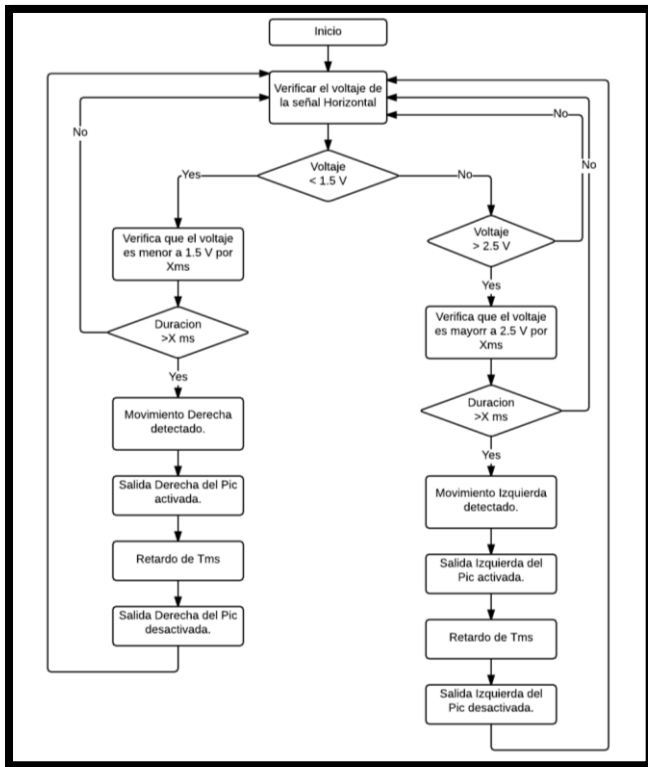 Inicio
Verificar el voltaje de
la señal Horizontal
No
No
No
Voltaje
< 1.5 V
Yes
No
Voltaje
> 2.5 V
Verifica que el voltaje
es menor a 1.5 V por
Xms
Yes
Verifica que el voltaje
es mayorr a 2.5 V por
Xms
Duracion
>X ms
Yes
Duracion
>X ms
Yes
Movimiento Derecha
detectado.
Salida Derecha del Pic
activada.
Retardo de Tms
Salida Derecha del Pic
desactivada.
Movimiento Izquierda
detectado.
Salida Izquierda del
Pic activada.
Retardo de Tms
Salida Izquierda del
Pic desactivada.